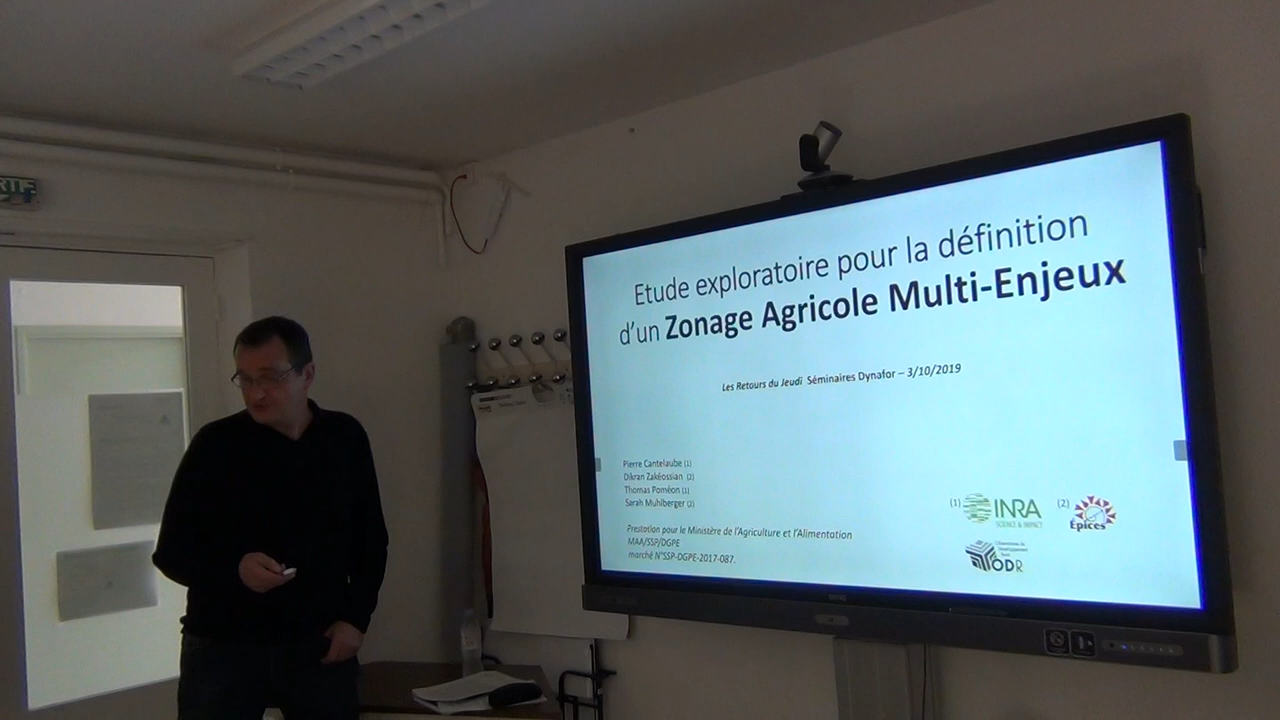 Etude exploratoire pour la définition
d'un Zonage Agricole Multi-Enjeux
Les Retours du Jeudi Séminaires Dynafor – 3/10/2019
Pierre Cantelaube (1)
Dikran Zakéossian (2)
Thomas Poméon (1)
Sarah Muhlberger (2)
Prestation pour le Ministère de l'Agriculture et l'Alimentation
MAA/SSP/DGPE
marché N°SSP-DGPE-2017-087.
(1) INRA
SCIENCE & IMPACT
(2) Épices
ODR